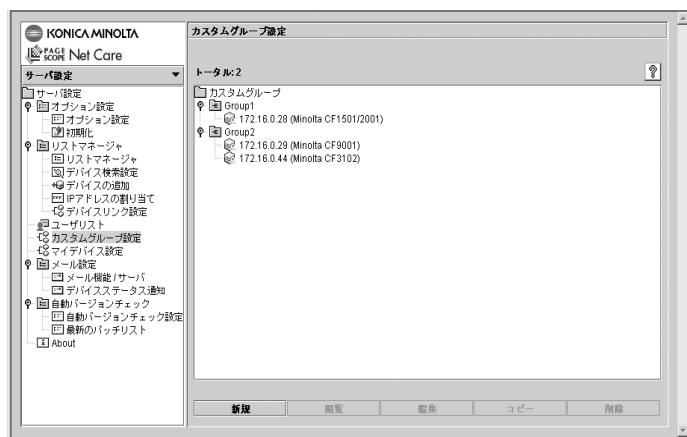 KONICA MINOLTA
PAGE SCOPE Net Care
サーバ設定
サーバ設定
オプション設定
オプション設定
初期化
リストマネージャ
リストマネージャ
デバイス検索設定
デバイスの追加
IPアドレスの割り当て
デバイスリンク設定
ユーザリスト
カスタムグループ設定
マイデバイス設定
メール設定
メール機能/サーバ
デバイスステータス通知
自動バージョンチェック
自動バージョンチェック設定
最新のパッチリスト
About
カスタムグループ設定
トータル:2
?
カスタムグループ
Group1
172.16.0.28 (Minolta CF1501/2001)
Group2
172.16.0.29 (Minolta CF9001)
172.16.0.44 (Minolta CF3102)
新規
閲覧
編集
コピー
削除